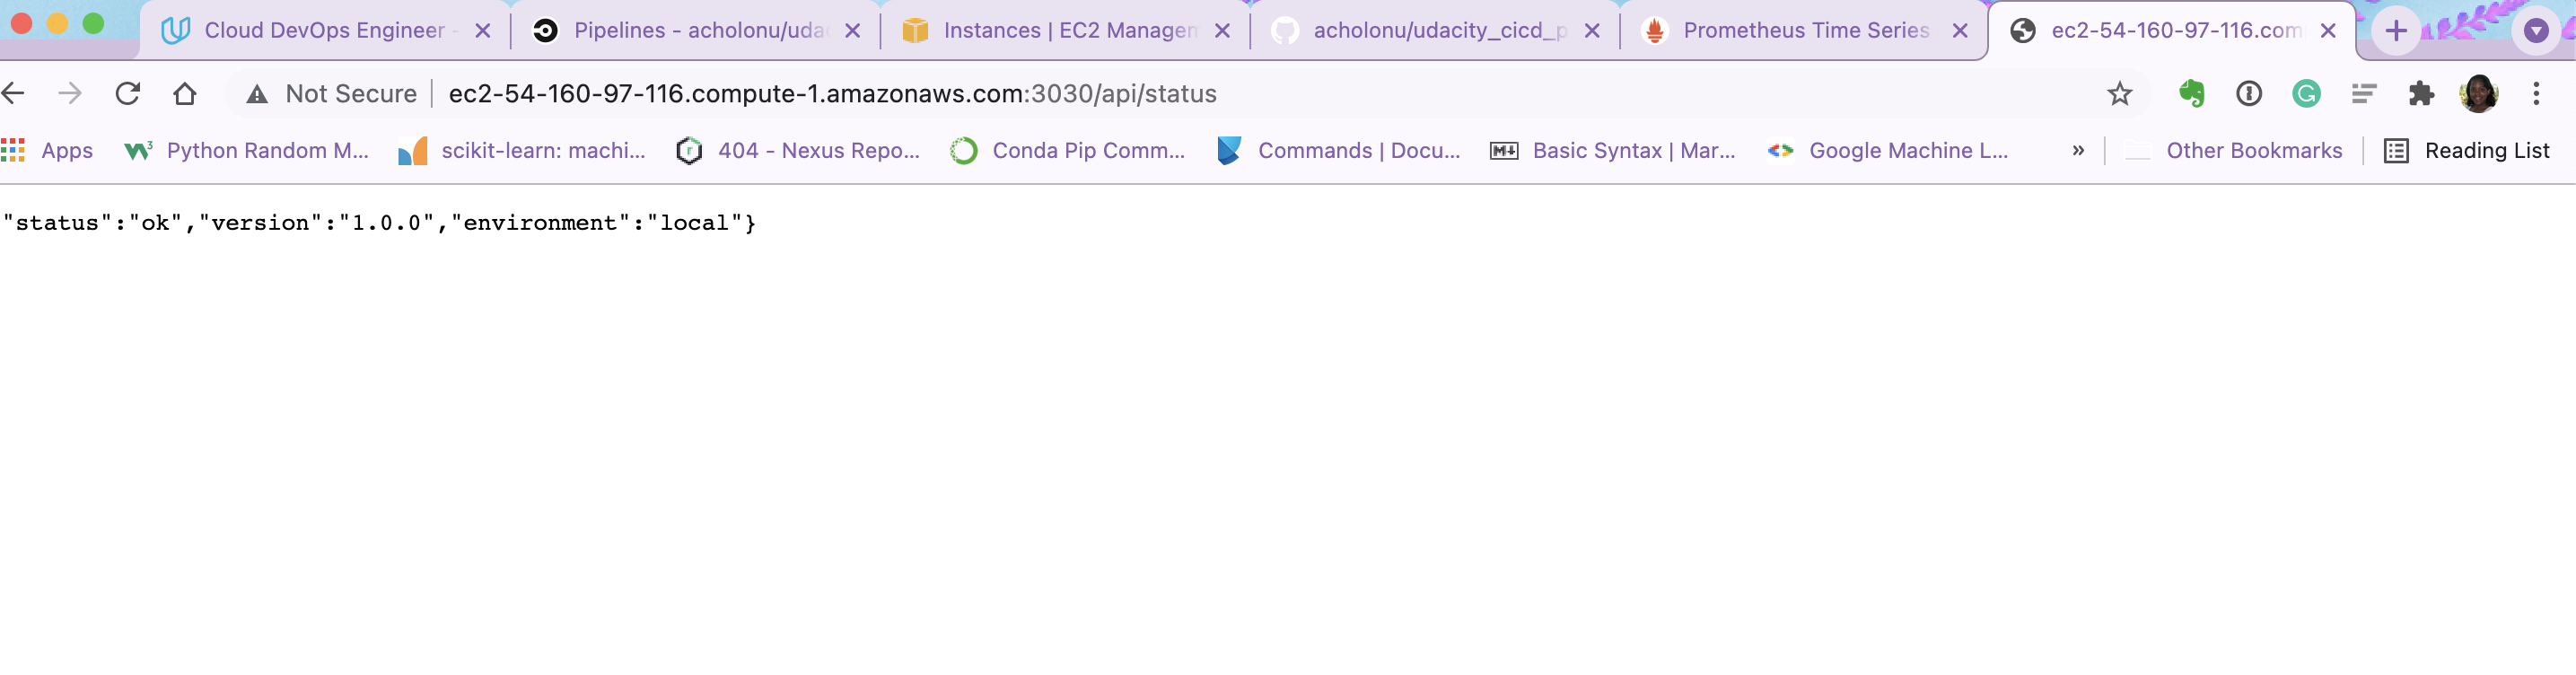 Cloud DevOps Engineer -
Pipelines - acholonu/udac
Instances | EC2 Managem
acholonu/udacity_cicd_p
Prometheus Time Series
ec2-54-160-97-116.com
Not Secure
ec2-54-160-97-116.compute-1.amazonaws.com:3030/api/status
Apps
Python Random M...
scikit-learn: machi...
404 - Nexus Repo...
Conda Pip Comm...
Commands | Docu...
Basic Syntax | Mar...
Google Machine L...
»
Other Bookmarks
Reading List
"status":"ok","version":"1.0.0","environment":"local"}